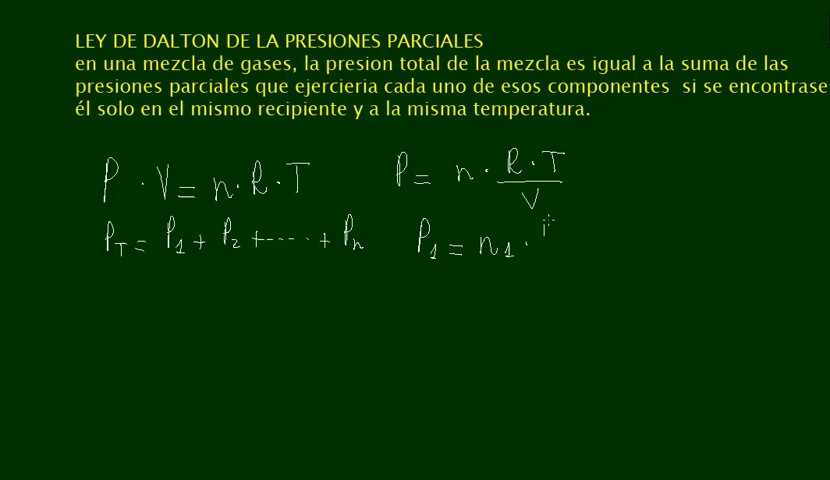 LEY DE DALTON DE LA PRESIONES PARCIALES
en una mezcla de gases, la presion total de la mezcla es igual a la suma de las
presiones parciales que ejercieria cada uno de esos componentes si se encontrase
él solo en el mismo recipiente y a la misma temperatura.
P · V = n · R · T
P = n · R · T / V
P_T = P_1 + P_2 + ..... + P_n
P_1 = n_1 ·